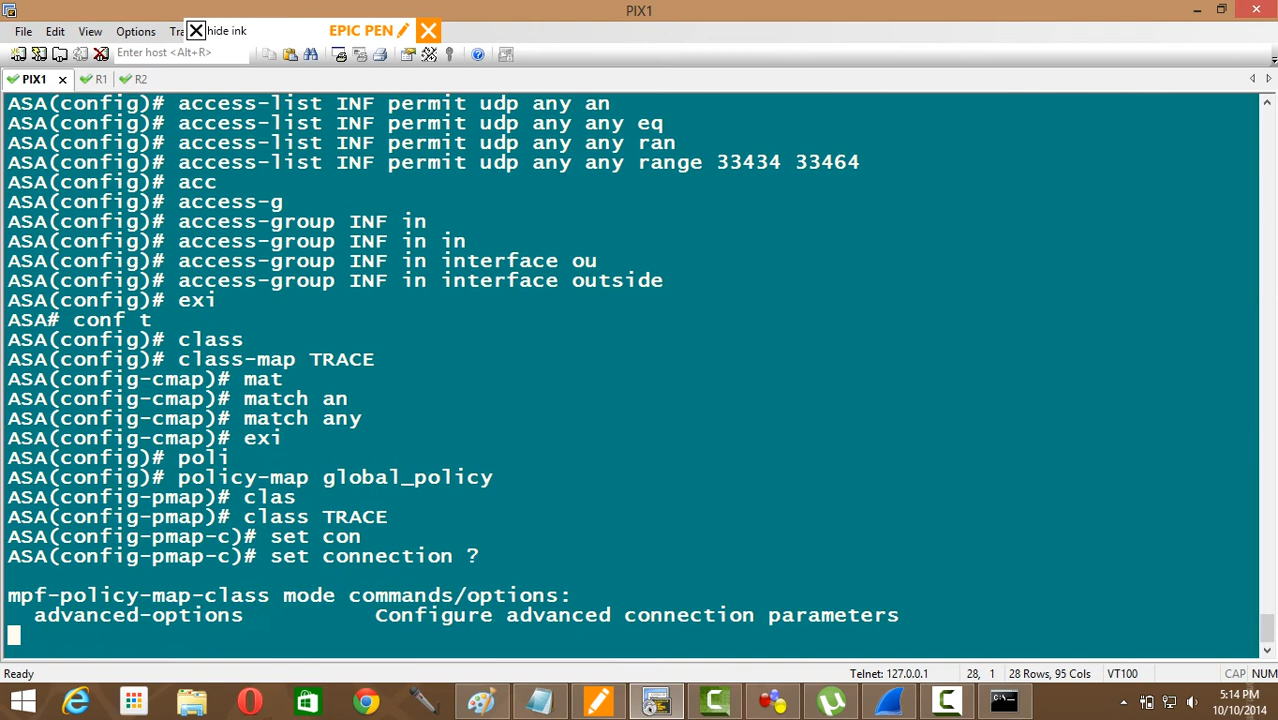 PIX1
File Edit View Options Tra hide ink EPIC PEN
Enter host <Alt+R>
PIX1 R1 R2
ASA(config)# access-list INF permit udp any an
ASA(config)# access-list INF permit udp any any eq
ASA(config)# access-list INF permit udp any any ran
ASA(config)# access-list INF permit udp any any range 33434 33464
ASA(config)# acc
ASA(config)# access-g
ASA(config)# access-group INF in
ASA(config)# access-group INF in in
ASA(config)# access-group INF in interface ou
ASA(config)# access-group INF in interface outside
ASA(config)# exi
ASA# conf t
ASA(config)# class
ASA(config)# class-map TRACE
ASA(config-cmap)# mat
ASA(config-cmap)# match an
ASA(config-cmap)# match any
ASA(config-cmap)# exi
ASA(config)# poli
ASA(config)# policy-map global_policy
ASA(config-pmap)# clas
ASA(config-pmap)# class TRACE
ASA(config-pmap-c)# set con
ASA(config-pmap-c)# set connection ?
mpf-policy-map-class mode commands/options:
advanced-options Configure advanced connection parameters
Ready Telnet: 127.0.0.1 28, 1 28 Rows, 95 Cols VT100 CAP NUM
5:14 PM
10/10/2014